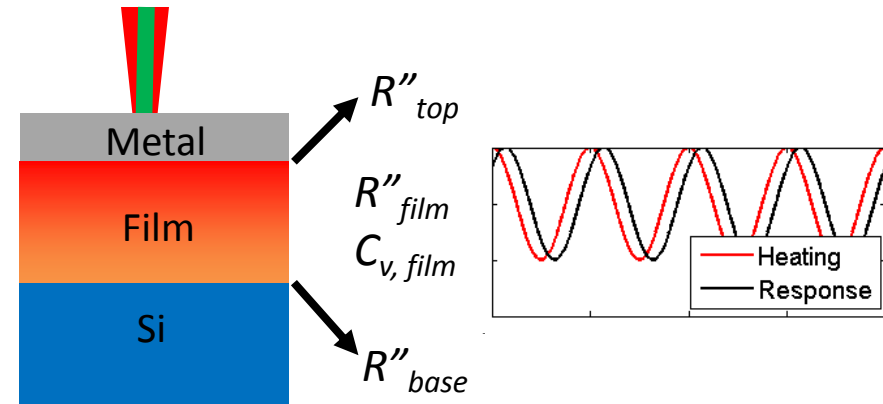 Metal
Film
Si
R″top
R″film
Cv, film
R″base
Heating
Response